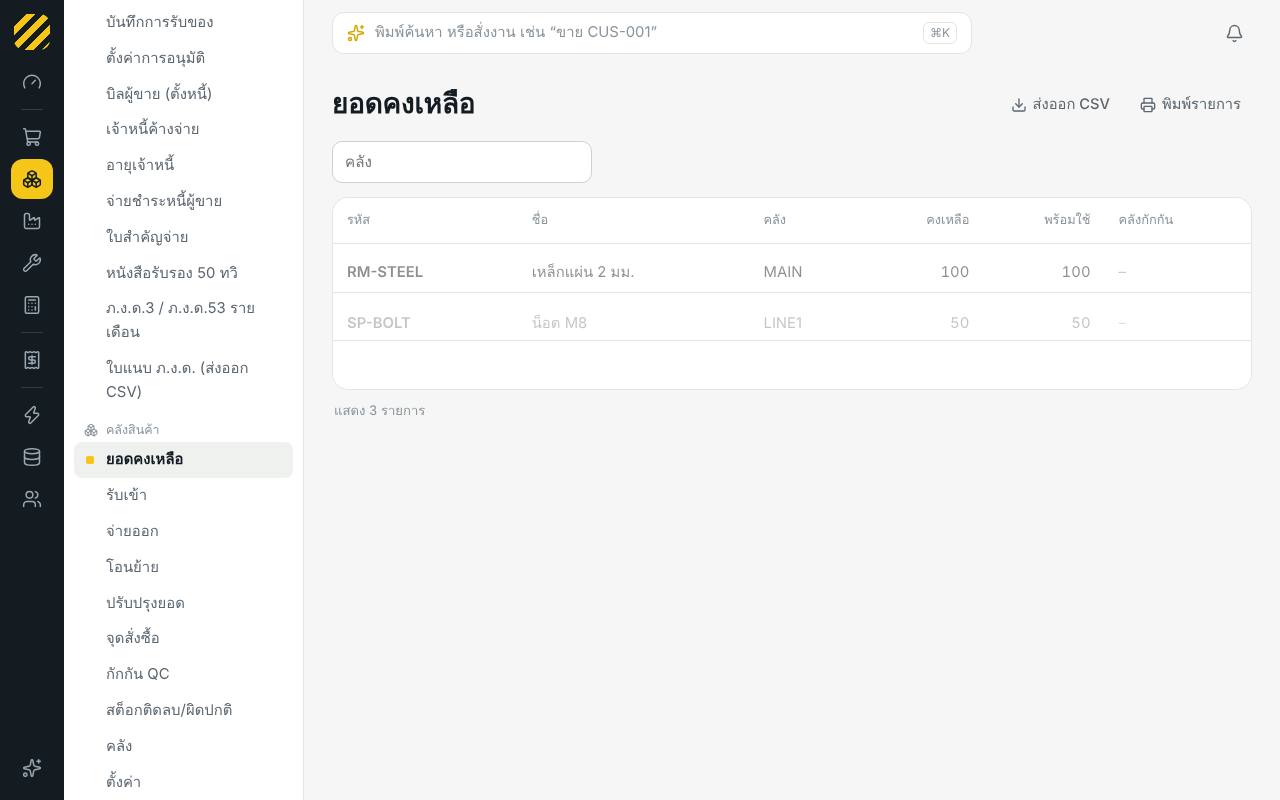 บันทึกการรับของ
ตั้งค่าการอนุมัติ
บิลผู้ขาย (ตั้งหนี้)
เจ้าหนี้ค้างจ่าย
อายุเจ้าหนี้
จ่ายชำระหนี้ผู้ขาย
ใบสำคัญจ่าย
หนังสือรับรอง 50 ทวิ
ภ.ง.ด.3 / ภ.ง.ด.53 ราย
เดือน
ใบแนบ ภ.ง.ด. (ส่งออก
CSV)
คลังสินค้า
ยอดคงเหลือ
รับเข้า
จ่ายออก
โอนย้าย
ปรับปรุงยอด
จุดสั่งซื้อ
กักกัน QC
สต็อกติดลบ/ผิดปกติ
คลัง
ตั้งค่า
พิมพ์ค้นหา หรือสั่งงาน เช่น “ขาย CUS-001” ⌘K
ยอดคงเหลือ
ส่งออก CSV พิมพ์รายการ
คลัง
รหัส ชื่อ คลัง คงเหลือ พร้อมใช้ คลังกักกัน
RM-STEEL เหล็กแผ่น 2 มม. MAIN 100 100 –
SP-BOLT น็อต M8 LINE1 50 50 –
แสดง 3 รายการ